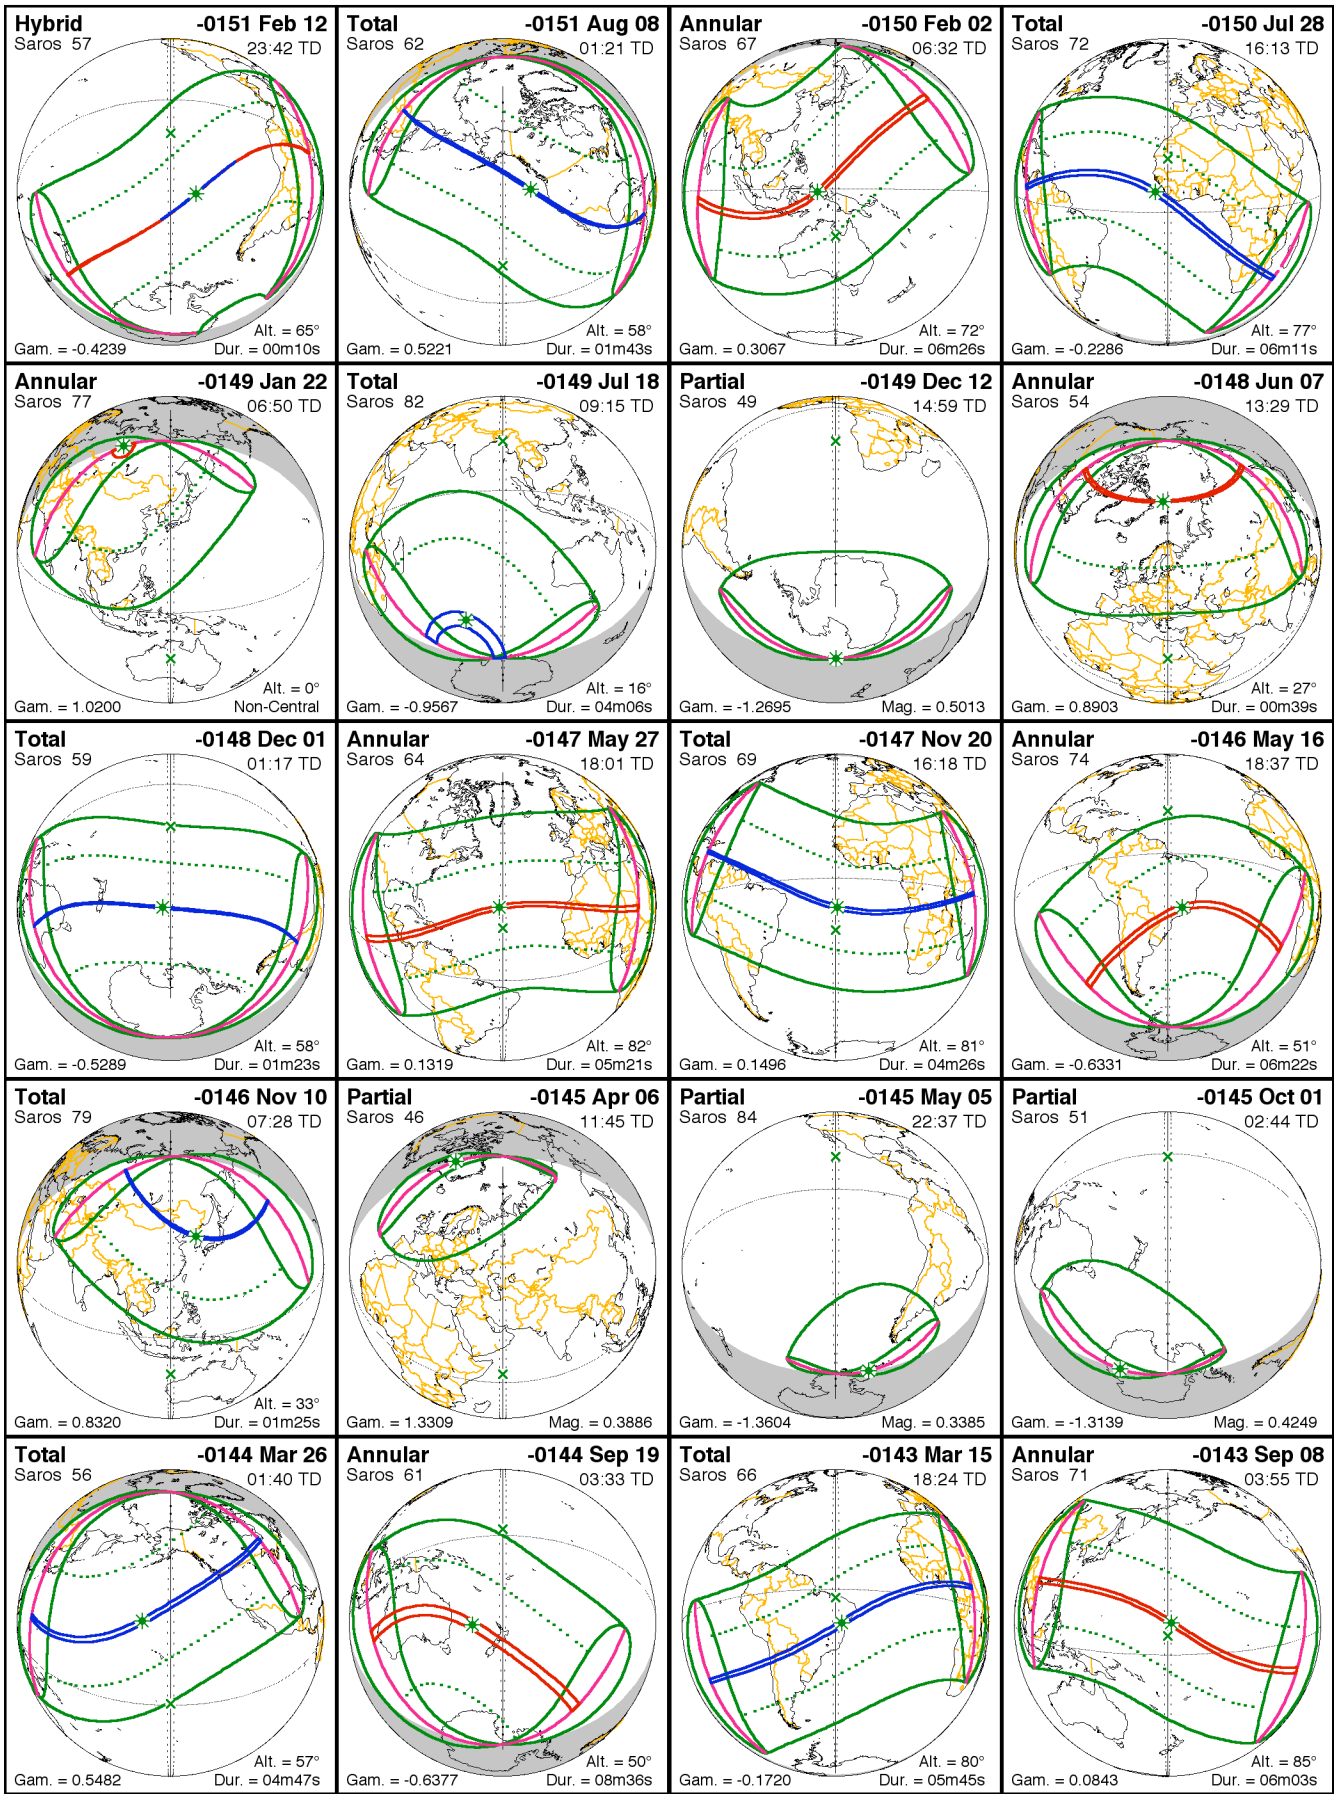 Hybrid -0151 Feb 12
Saros 57 23:42 TD
Alt. = 65°
Gam. = -0.4239 Dur. = 00m10s
Total -0151 Aug 08
Saros 62 01:21 TD
Alt. = 58°
Gam. = 0.5221 Dur. = 01m43s
Annular -0150 Feb 02
Saros 67 06:32 TD
Alt. = 72°
Gam. = 0.3067 Dur. = 06m26s
Total -0150 Jul 28
Saros 72 16:13 TD
Alt. = 77°
Gam. = -0.2286 Dur. = 06m11s
Annular -0149 Jan 22
Saros 77 06:50 TD
Alt. = 0°
Gam. = 1.0200 Non-Central
Total -0149 Jul 18
Saros 82 09:15 TD
Alt. = 16°
Gam. = -0.9567 Dur. = 04m06s
Partial -0149 Dec 12
Saros 49 14:59 TD
Gam. = -1.2695 Mag. = 0.5013
Annular -0148 Jun 07
Saros 54 13:29 TD
Alt. = 27°
Gam. = 0.8903 Dur. = 00m39s
Total -0148 Dec 01
Saros 59 01:17 TD
Alt. = 58°
Gam. = -0.5289 Dur. = 01m23s
Annular -0147 May 27
Saros 64 18:01 TD
Alt. = 82°
Gam. = 0.1319 Dur. = 05m21s
Total -0147 Nov 20
Saros 69 16:18 TD
Alt. = 81°
Gam. = 0.1496 Dur. = 04m26s
Annular -0146 May 16
Saros 74 18:37 TD
Alt. = 51°
Gam. = -0.6331 Dur. = 06m22s
Total -0146 Nov 10
Saros 79 07:28 TD
Alt. = 33°
Gam. = 0.8320 Dur. = 01m25s
Partial -0145 Apr 06
Saros 46 11:45 TD
Gam. = 1.3309 Mag. = 0.3886
Partial -0145 May 05
Saros 84 22:37 TD
Gam. = -1.3604 Mag. = 0.3385
Partial -0145 Oct 01
Saros 51 02:44 TD
Gam. = -1.3139 Mag. = 0.4249
Total -0144 Mar 26
Saros 56 01:40 TD
Alt. = 57°
Gam. = 0.5482 Dur. = 04m47s
Annular -0144 Sep 19
Saros 61 03:33 TD
Alt. = 50°
Gam. = -0.6377 Dur. = 08m36s
Total -0143 Mar 15
Saros 66 18:24 TD
Alt. = 80°
Gam. = -0.1720 Dur. = 05m45s
Annular -0143 Sep 08
Saros 71 03:55 TD
Alt. = 85°
Gam. = 0.0843 Dur. = 06m03s